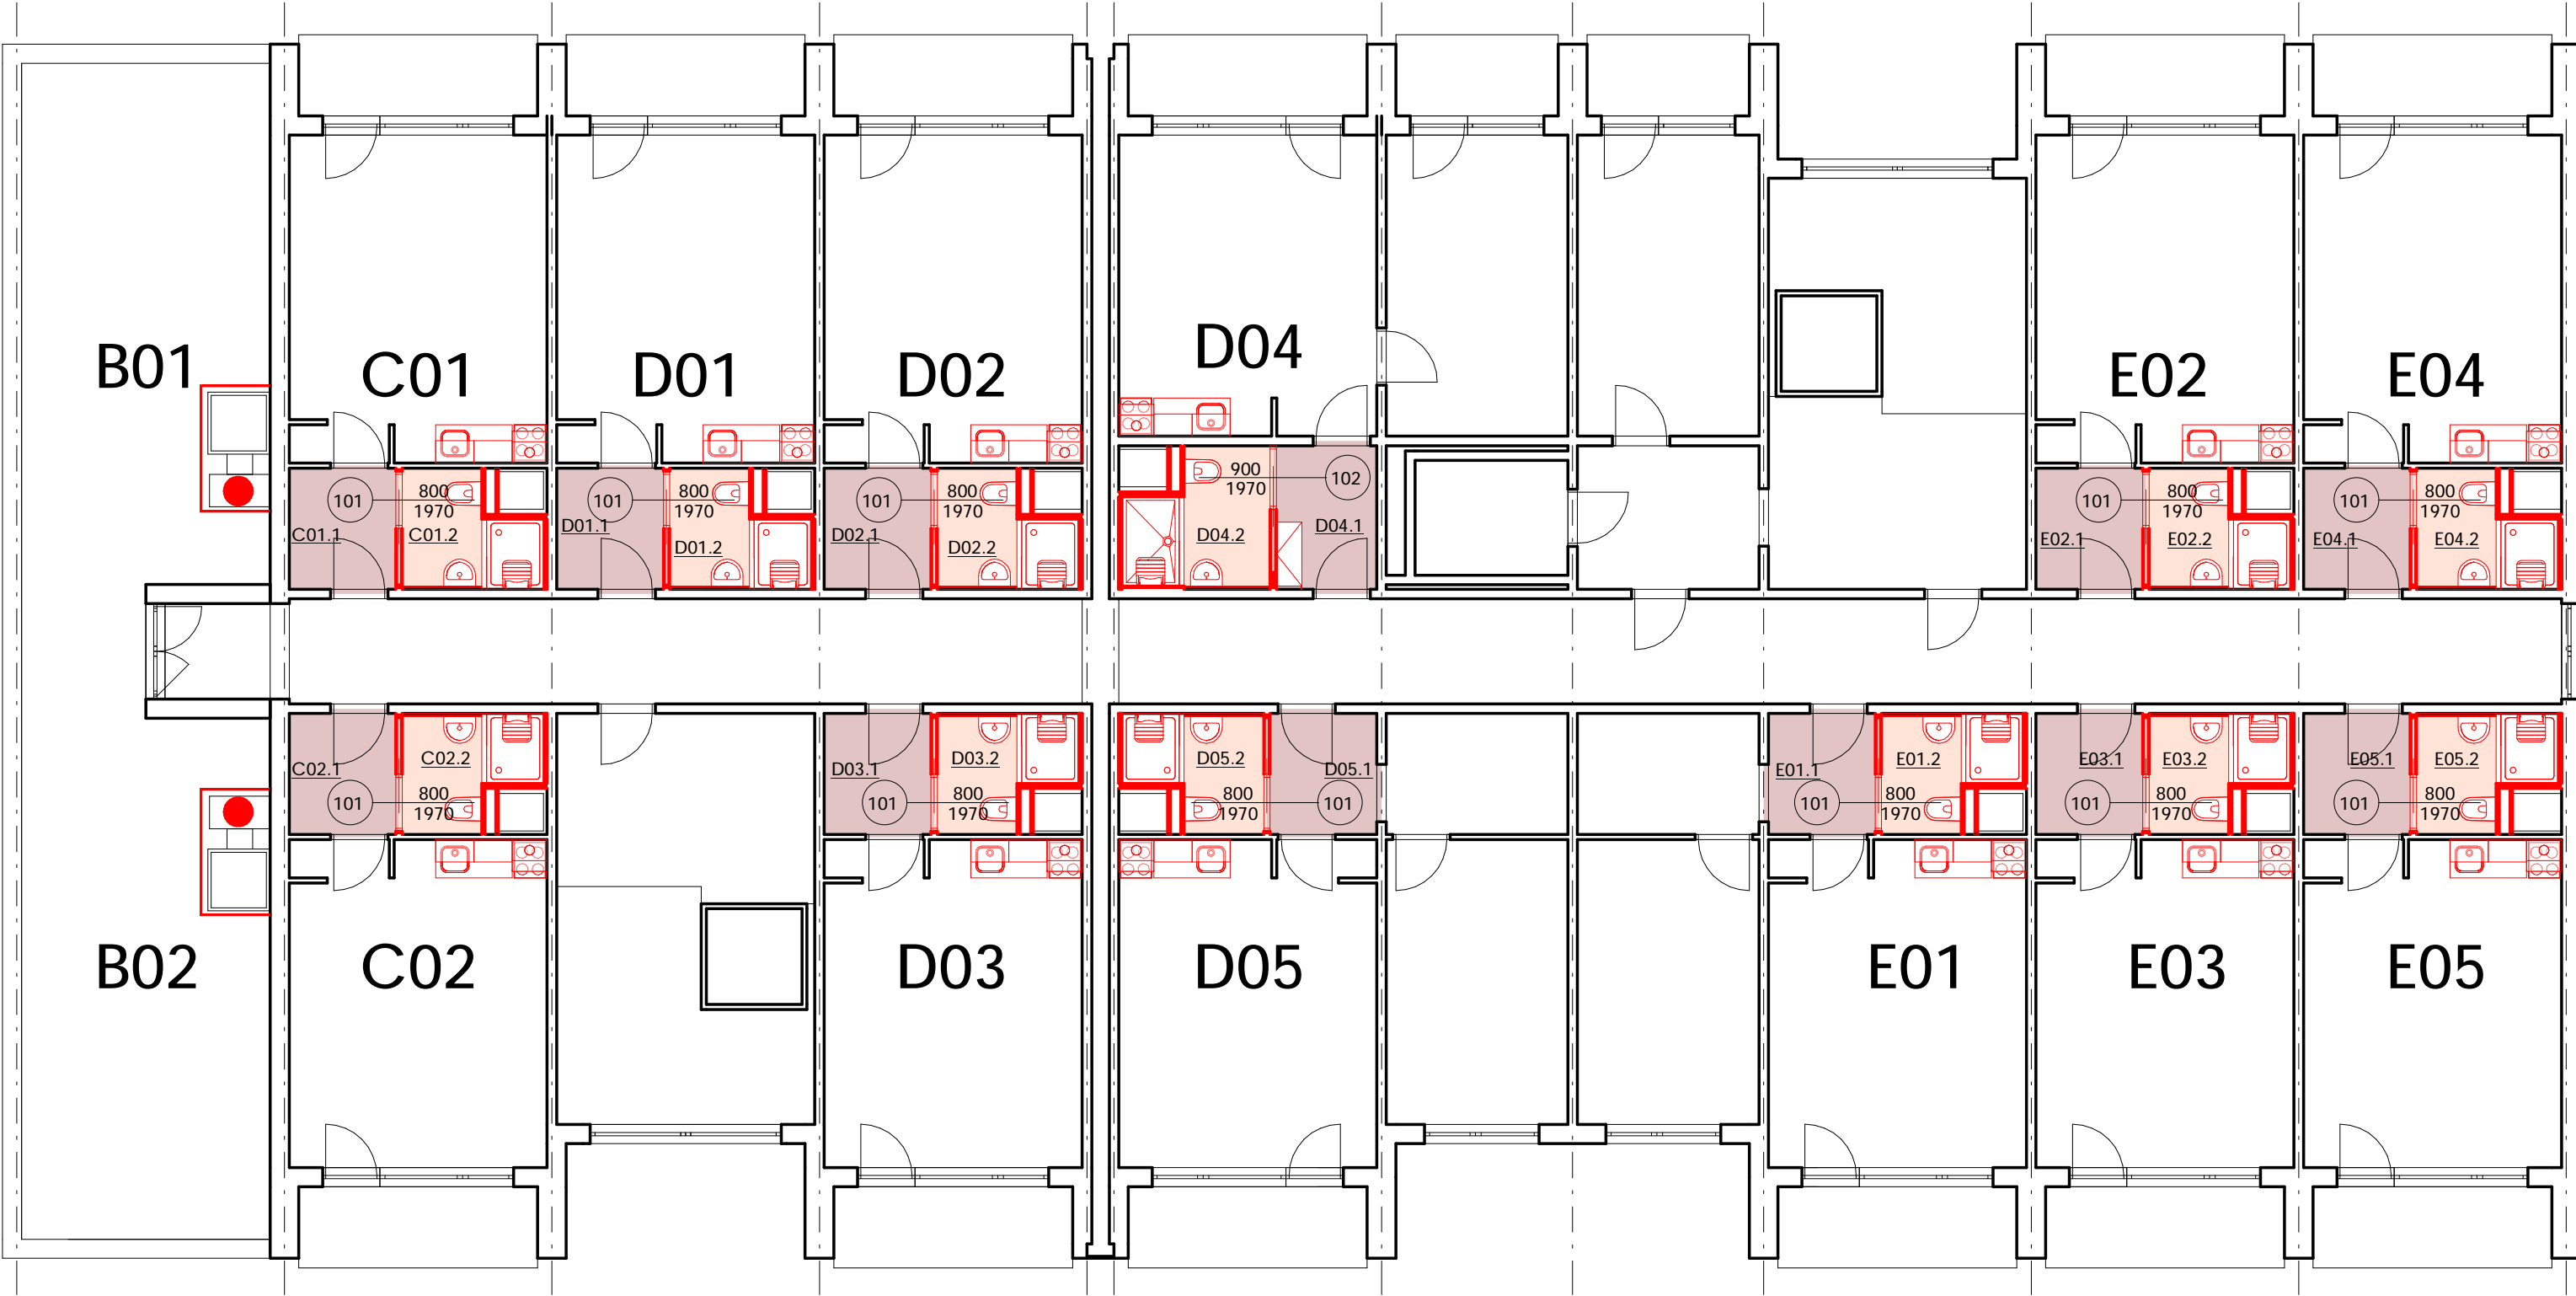 B01
C01
D01
D02
D04
E02
E04
101
800
1970
C01.1
C01.2
101
800
1970
D01.1
D01.2
101
800
1970
D02.1
D02.2
900
1970
102
D04.2
D04.1
101
800
1970
E02.1
E02.2
101
800
1970
E04.1
E04.2
C02.1
C02.2
101
800
1970
D03.1
D03.2
101
800
1970
D05.2
D05.1
800
1970
101
E01.1
E01.2
101
800
1970
E03.1
E03.2
101
800
1970
E05.1
E05.2
101
800
1970
B02
C02
D03
D05
E01
E03
E05